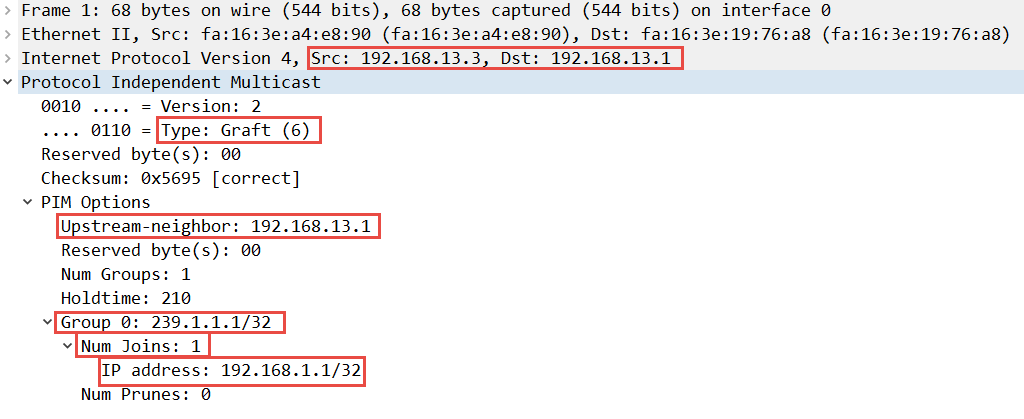 Frame 1: 68 bytes on wire (544 bits), 68 bytes captured (544 bits) on interface 0
Ethernet II, Src: fa:16:3e:a4:e8:90 (fa:16:3e:a4:e8:90), Dst: fa:16:3e:19:76:a8 (fa:16:3e:19:76:a8)
Internet Protocol Version 4, Src: 192.168.13.3, Dst: 192.168.13.1
Protocol Independent Multicast
0010 .... = Version: 2
.... 0110 = Type: Graft (6)
Reserved byte(s): 00
Checksum: 0x5695 [correct]
PIM Options
Upstream-neighbor: 192.168.13.1
Reserved byte(s): 00
Num Groups: 1
Holdtime: 210
Group 0: 239.1.1.1/32
Num Joins: 1
IP address: 192.168.1.1/32
Num Prunes: 0